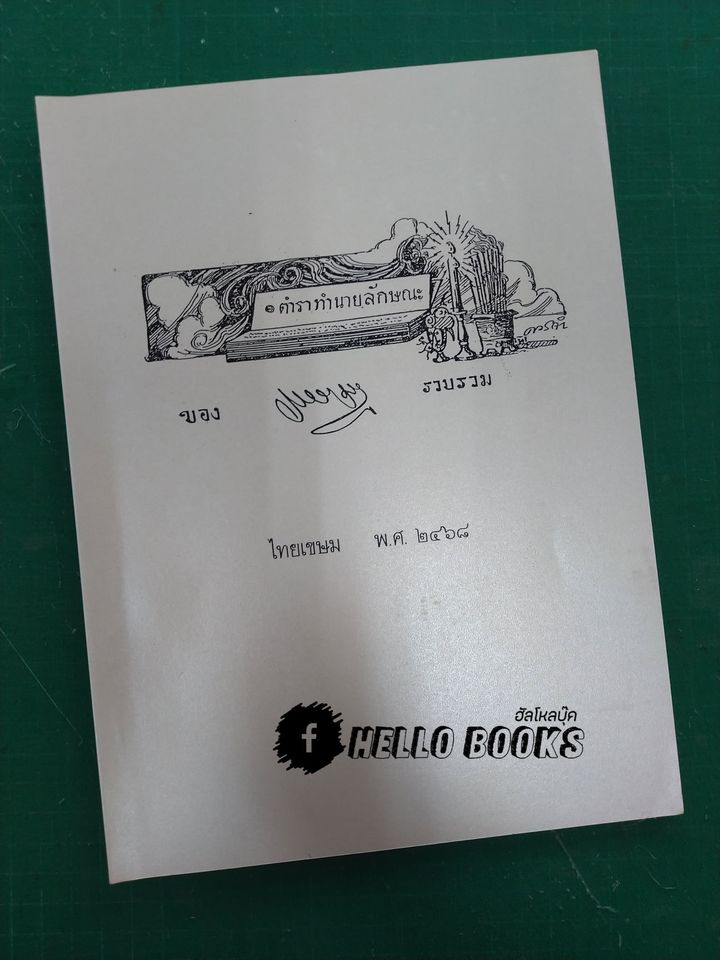 ๑ ตำราทำนายลักษณะ
ของ รวบรวม
ไทยเขษม พ.ศ. ๒๔๖๘
ฮัลโหลบุ๊ค
f HELLO BOOKS